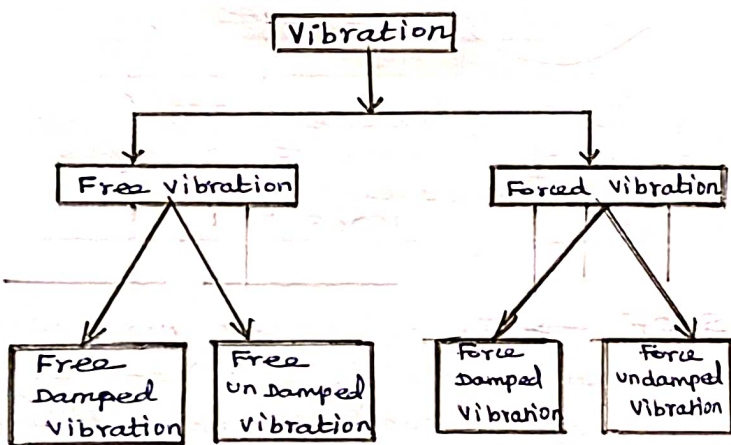 Vibration
Free vibration
Forced vibration
Free
Damped
Vibration
Free
un Damped
vibration
Force
Damped
Vibration
Force
undamped
Vibration